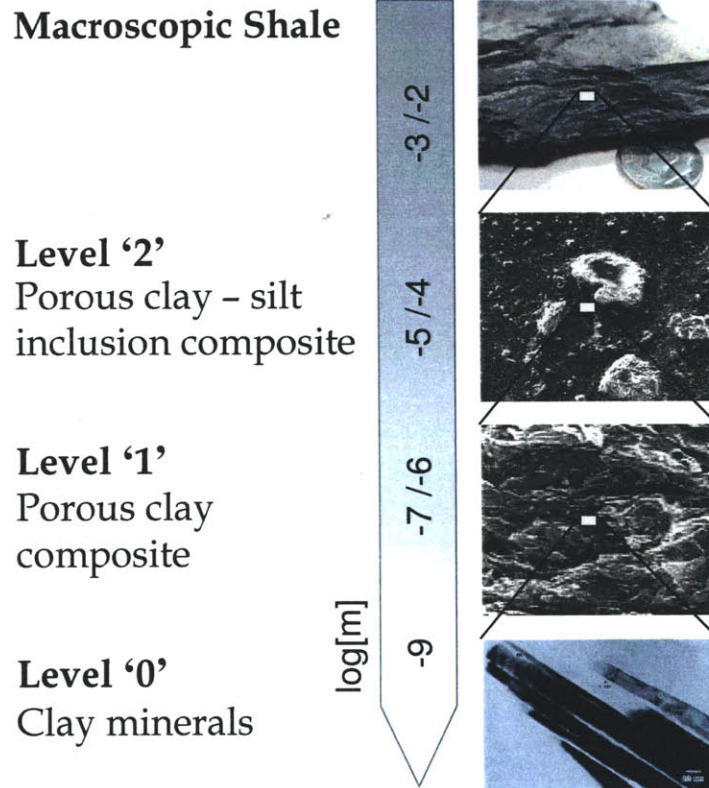 Macroscopic Shale
-3 /-2
Level ‘2’
Porous clay – silt
inclusion composite
-5 /-4
Level ‘1’
Porous clay
composite
-7 /-6
Level ‘0’
Clay minerals
-9
log[m]